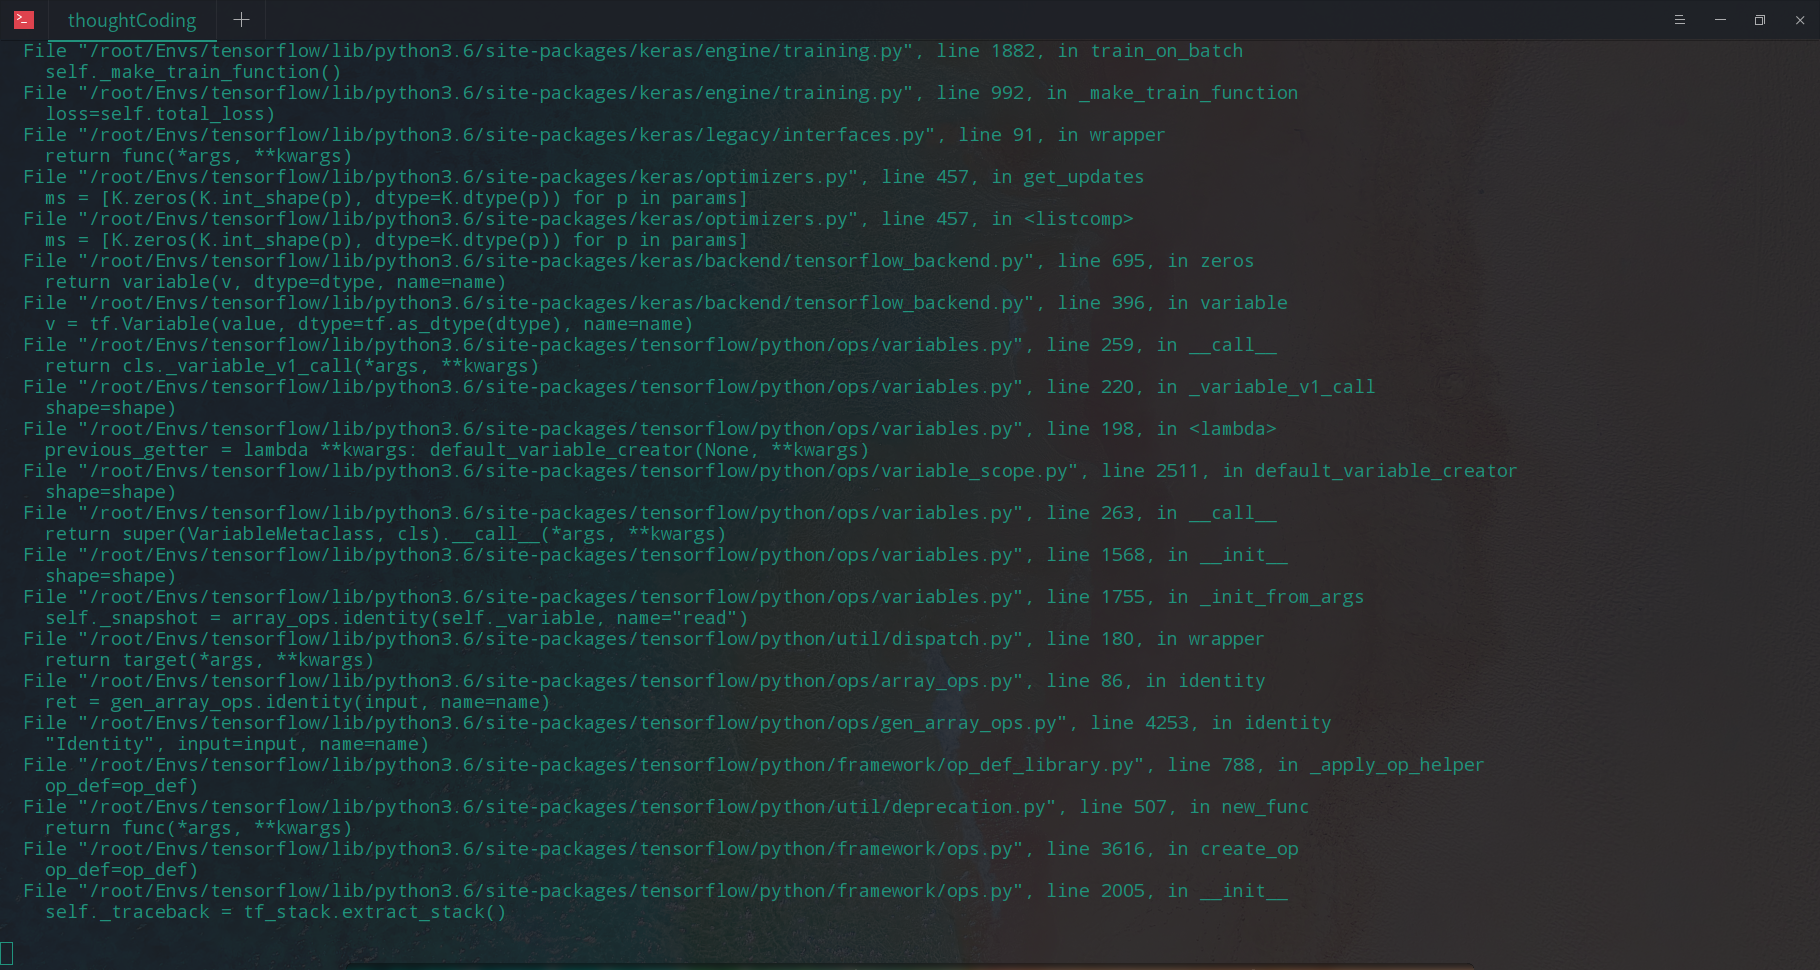 thoughtCoding
File "/root/Envs/tensorflow/lib/python3.6/site-packages/keras/engine/training.py", line 1882, in train_on_batch
self._make_train_function()
File "/root/Envs/tensorflow/lib/python3.6/site-packages/keras/engine/training.py", line 992, in _make_train_function
loss=self.total_loss)
File "/root/Envs/tensorflow/lib/python3.6/site-packages/keras/legacy/interfaces.py", line 91, in wrapper
return func(*args, **kwargs)
File "/root/Envs/tensorflow/lib/python3.6/site-packages/keras/optimizers.py", line 457, in get_updates
ms = [K.zeros(K.int_shape(p), dtype=K.dtype(p)) for p in params]
File "/root/Envs/tensorflow/lib/python3.6/site-packages/keras/optimizers.py", line 457, in <listcomp>
ms = [K.zeros(K.int_shape(p), dtype=K.dtype(p)) for p in params]
File "/root/Envs/tensorflow/lib/python3.6/site-packages/keras/backend/tensorflow_backend.py", line 695, in zeros
return variable(v, dtype=dtype, name=name)
File "/root/Envs/tensorflow/lib/python3.6/site-packages/keras/backend/tensorflow_backend.py", line 396, in variable
v = tf.Variable(value, dtype=tf.as_dtype(dtype), name=name)
File "/root/Envs/tensorflow/lib/python3.6/site-packages/tensorflow/python/ops/variables.py", line 259, in __call__
return cls._variable_v1_call(*args, **kwargs)
File "/root/Envs/tensorflow/lib/python3.6/site-packages/tensorflow/python/ops/variables.py", line 220, in _variable_v1_call
shape=shape)
File "/root/Envs/tensorflow/lib/python3.6/site-packages/tensorflow/python/ops/variables.py", line 198, in <lambda>
previous_getter = lambda **kwargs: default_variable_creator(None, **kwargs)
File "/root/Envs/tensorflow/lib/python3.6/site-packages/tensorflow/python/ops/variable_scope.py", line 2511, in default_variable_creator
shape=shape)
File "/root/Envs/tensorflow/lib/python3.6/site-packages/tensorflow/python/ops/variables.py", line 263, in __call__
return super(VariableMetaclass, cls).__call__(*args, **kwargs)
File "/root/Envs/tensorflow/lib/python3.6/site-packages/tensorflow/python/ops/variables.py", line 1568, in __init__
shape=shape)
File "/root/Envs/tensorflow/lib/python3.6/site-packages/tensorflow/python/ops/variables.py", line 1755, in _init_from_args
self._snapshot = array_ops.identity(self._variable, name="read")
File "/root/Envs/tensorflow/lib/python3.6/site-packages/tensorflow/python/util/dispatch.py", line 180, in wrapper
return target(*args, **kwargs)
File "/root/Envs/tensorflow/lib/python3.6/site-packages/tensorflow/python/ops/array_ops.py", line 86, in identity
ret = gen_array_ops.identity(input, name=name)
File "/root/Envs/tensorflow/lib/python3.6/site-packages/tensorflow/python/ops/gen_array_ops.py", line 4253, in identity
"Identity", input=input, name=name)
File "/root/Envs/tensorflow/lib/python3.6/site-packages/tensorflow/python/framework/op_def_library.py", line 788, in _apply_op_helper
op_def=op_def)
File "/root/Envs/tensorflow/lib/python3.6/site-packages/tensorflow/python/util/deprecation.py", line 507, in new_func
return func(*args, **kwargs)
File "/root/Envs/tensorflow/lib/python3.6/site-packages/tensorflow/python/framework/ops.py", line 3616, in create_op
op_def=op_def)
File "/root/Envs/tensorflow/lib/python3.6/site-packages/tensorflow/python/framework/ops.py", line 2005, in __init__
self._traceback = tf_stack.extract_stack()